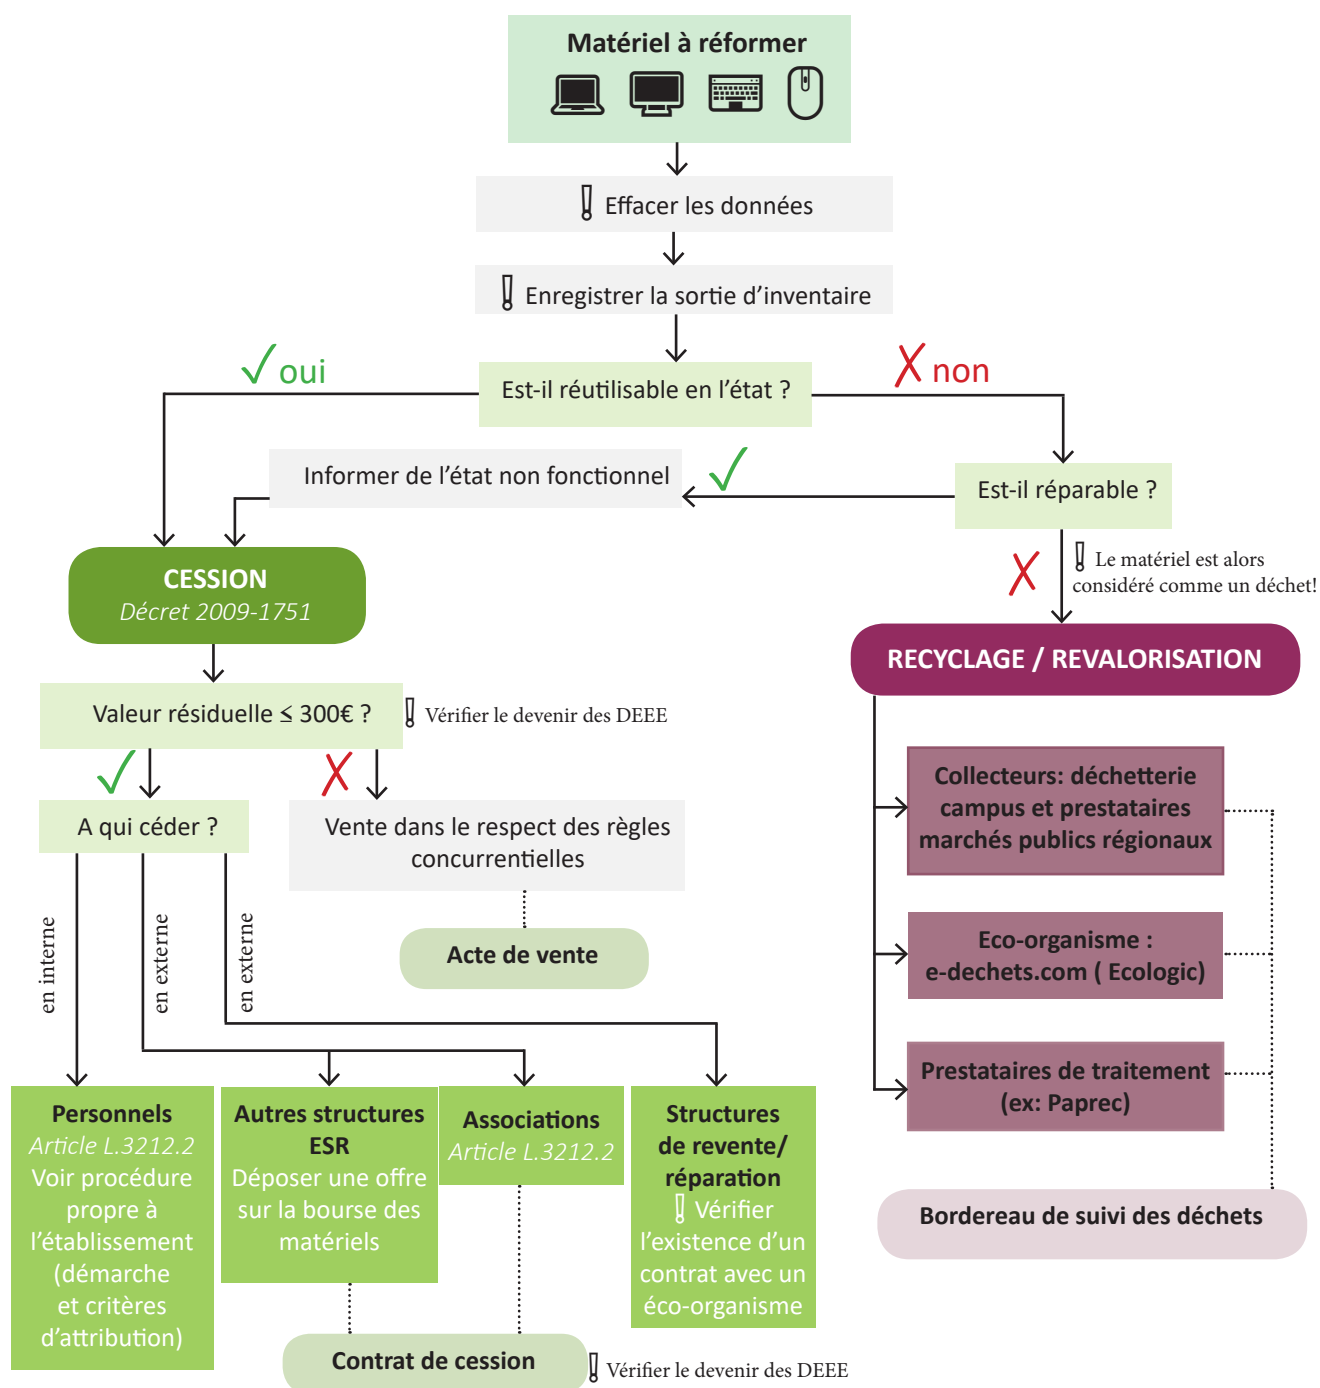 Matériel à réformer
Effacer les données
Enregistrer la sortie d’inventaire
oui
non
Est-il réutilisable en l’état ?
Informer de l’état non fonctionnel
Est-il réparable ?
Le matériel est alors
considéré comme un déchet!
CESSION
Décret 2009-1751
RECYCLAGE / REVALORISATION
Valeur résiduelle ≤ 300€ ?
Vérifier le devenir des DEEE
A qui céder ?
Vente dans le respect des règles
concurrentielles
Acte de vente
en interne
en externe
en externe
Collecteurs: déchetterie
campus et prestataires
marchés publics régionaux
Eco-organisme :
e-dechets.com ( Ecologic)
Prestataires de traitement
(ex: Paprec)
Bordereau de suivi des déchets
Personnels
Article L.3212.2
Voir procédure
propre à
l’établissement
(démarche
et critères
d’attribution)
Autres structures
ESR
Déposer une offre
sur la bourse des
matériels
Associations
Article L.3212.2
Structures
de revente/
réparation
Vérifier
l’existence d’un
contrat avec un
éco-organisme
Contrat de cession
Vérifier le devenir des DEEE